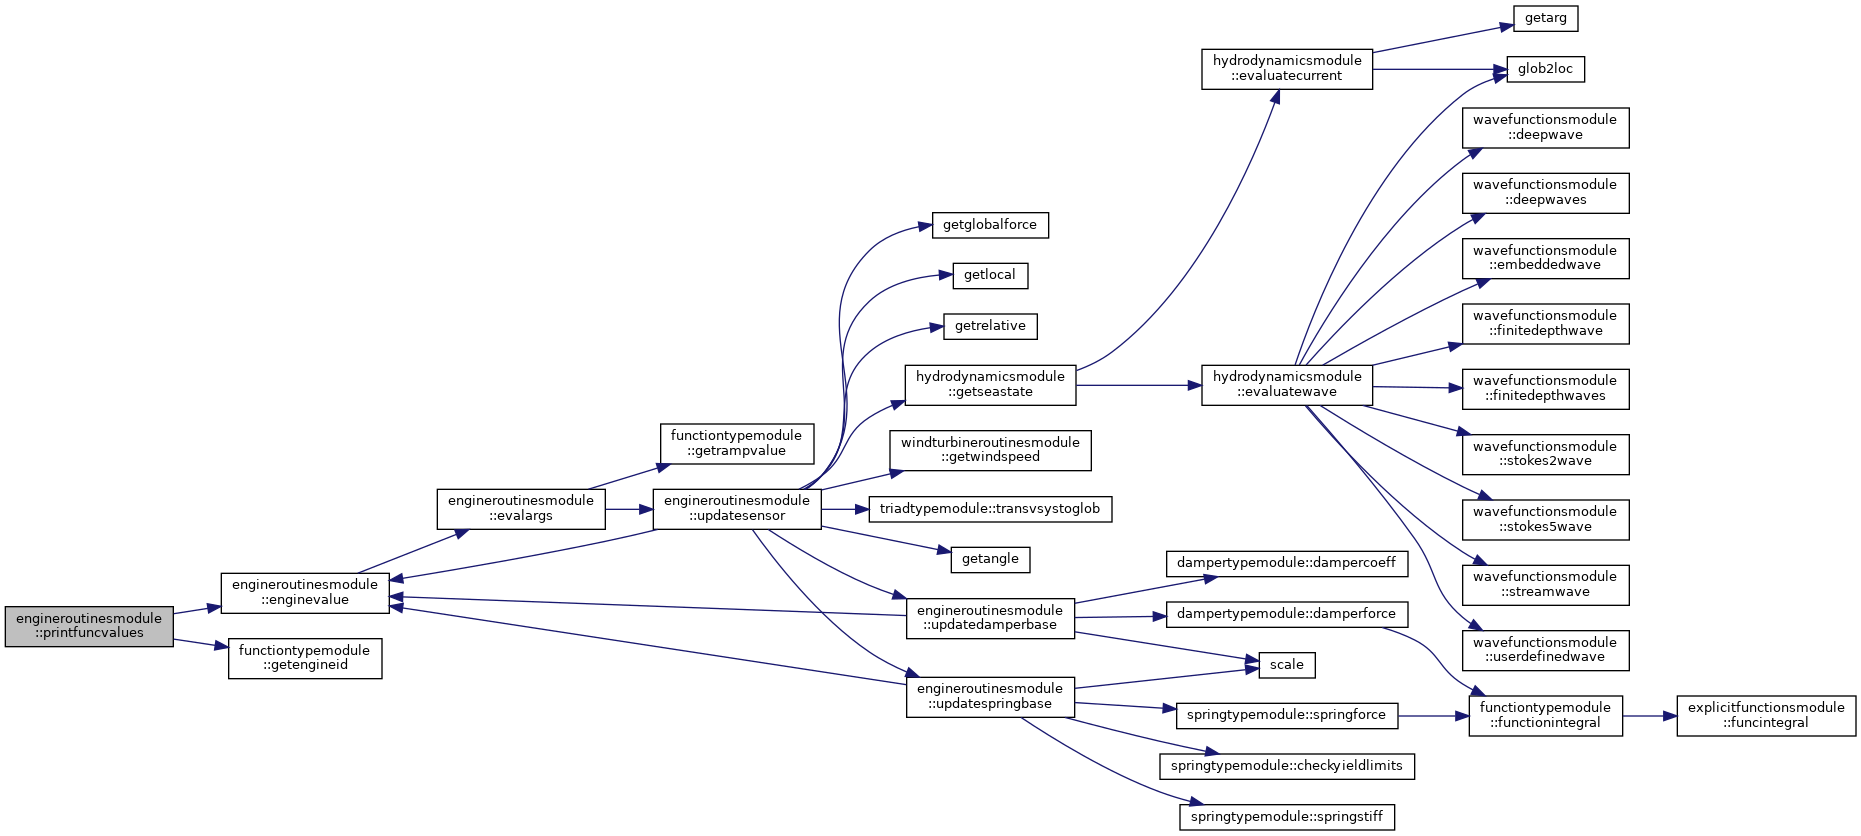 engineroutinesmodule
::printfuncvalues
engineroutinesmodule
::enginevalue
functiontypemodule
::getengineid
engineroutinesmodule
::evalargs
functiontypemodule
::getrampvalue
engineroutinesmodule
::updatesensor
getglobalforce
getlocal
getrelative
hydrodynamicsmodule
::getseastate
windturbineroutinesmodule
::getwindspeed
triadtypemodule::transvsystoglob
getangle
engineroutinesmodule
::updatedamperbase
engineroutinesmodule
::updatespringbase
hydrodynamicsmodule
::evaluatecurrent
hydrodynamicsmodule
::evaluatewave
dampertypemodule::dampercoeff
dampertypemodule::damperforce
scale
springtypemodule::springforce
springtypemodule::checkyieldlimits
springtypemodule::springstiff
getarg
glob2loc
wavefunctionsmodule
::deepwave
wavefunctionsmodule
::deepwaves
wavefunctionsmodule
::embeddedwave
wavefunctionsmodule
::finitedepthwave
wavefunctionsmodule
::finitedepthwaves
wavefunctionsmodule
::stokes2wave
wavefunctionsmodule
::stokes5wave
wavefunctionsmodule
::streamwave
wavefunctionsmodule
::userdefinedwave
functiontypemodule
::functionintegral
explicitfunctionsmodule
::funcintegral